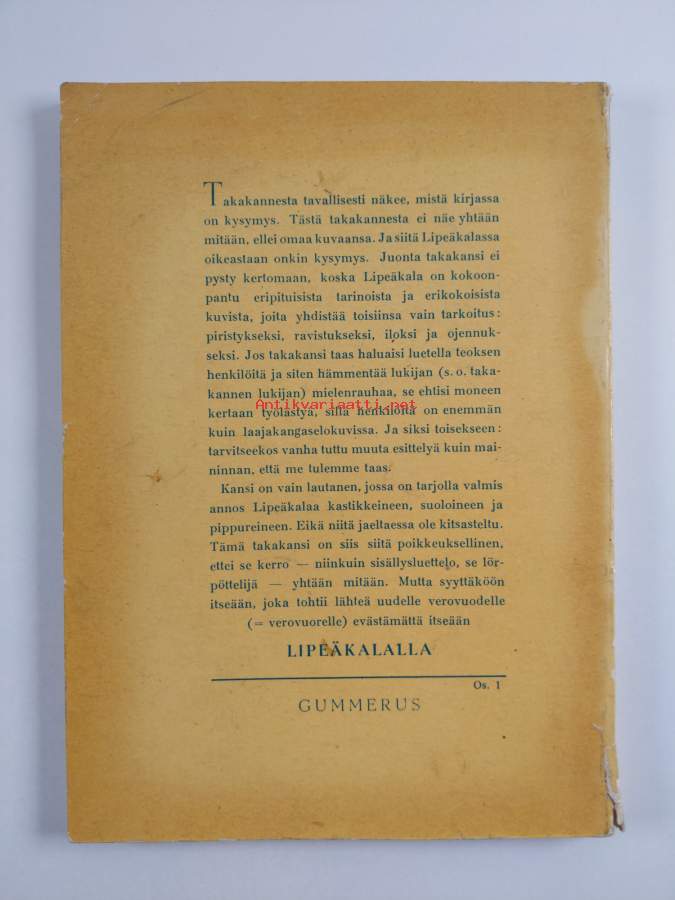 Takakannesta tavallisesti näkee, mistä kirjassa
on kysymys. Tästä takakannesta ei näe yhtään
mitään, ellei omaa kuvaansa. Ja siitä Lipeäkalassa
oikeastaan onkin kysymys. Juonta takakansi ei
pysty kertomaan, koska Lipeäkala on kokoon-
pantu eripituisista tarinoista ja erikokoisista
kuvista, joita yhdistää toisiinsa vain tarkoitus:
piristykseksi, ravistukseksi, iloksi ja ojennuk-
seksi. Jos takakansi taas haluaisi luetella teoksen
henkilöitä ja siten hämmentää lukijan (s. o. taka-
kannen lukijan) mielenrauhaa, se ehtisi moneen
Antikvariaatti.net
kertaan työlästyä, sillä henkilöitä on enemmän
kuin laajakangaselokuvissa. Ja siksi toisekseen:
tarvitseekos vanha tuttu muuta esittelyä kuin mai-
ninnan, että me tulemme taas.
Kansi on vain lautanen, jossa on tarjolla valmis
annos Lipeäkalaa kastikkeineen, suoloineen ja
pippureineen. Eikä niitä jaeltaessa ole kitsasteltu.
Tämä takakansi on siis siitä poikkeuksellinen,
ettei se kerro — niinkuin sisällysluettelo, se lör-
pöttelijä — yhtään mitään. Mutta syyttäköön
itseään, joka tohtii lähteä uudelle verovuodelle
(= verovuorelle) evästämättä itseään
LIPEÄKALALLA
Os. 1
GUMMERUS